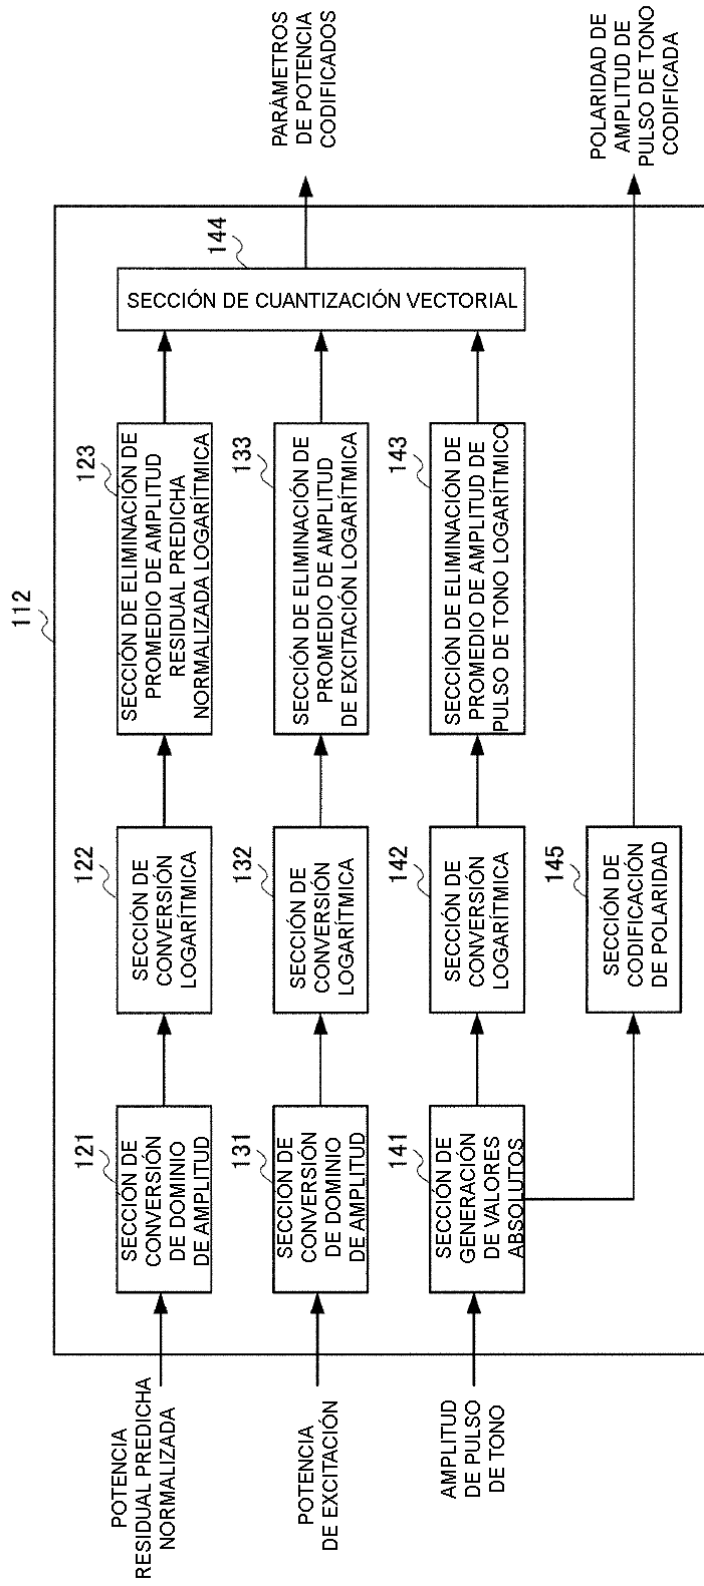 112
POTENCIA
RESIDUAL PREDICHA
NORMALIZADA
121
SECCIÓN DE
CONVERSIÓN
DE DOMINIO
DE AMPLITUD
122
SECCIÓN DE
CONVERSIÓN
LOGARÍTMICA
123
SECCIÓN DE ELIMINACIÓN DE
PROMEDIO DE AMPLITUD
RESIDUAL PREDICHA
NORMALIZADA LOGARÍTMICA
144
SECCIÓN DE CUANTIZACIÓN VECTORIAL
PARÁMETROS
DE POTENCIA
CODIFICADOS
POTENCIA
DE EXCITACIÓN
131
SECCIÓN DE
CONVERSIÓN
DE DOMINIO
DE AMPLITUD
132
SECCIÓN DE
CONVERSIÓN
LOGARÍTMICA
133
SECCIÓN DE ELIMINACIÓN DE
PROMEDIO DE AMPLITUD
DE EXCITACIÓN LOGARÍTMICA
AMPLITUD
DE PULSO
DE TONO
141
SECCIÓN DE
GENERACIÓN
DE VALORES
ABSOLUTOS
142
SECCIÓN DE
CONVERSIÓN
LOGARÍTMICA
143
SECCIÓN DE ELIMINACIÓN DE
PROMEDIO DE AMPLITUD DE
PULSO DE TONO LOGARÍTMICO
145
SECCIÓN DE
CODIFICACIÓN
DE POLARIDAD
POLARIDAD DE
AMPLITUD DE
PULSO DE TONO
CODIFICADA